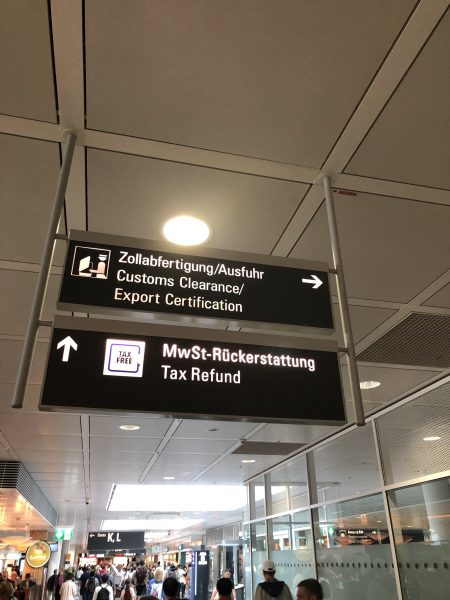 Zollabfertigung/Ausfuhr
Customs Clearance/
Export Certification
TAX
FREE
MwSt-Rückerstattung
Tax Refund
K, L